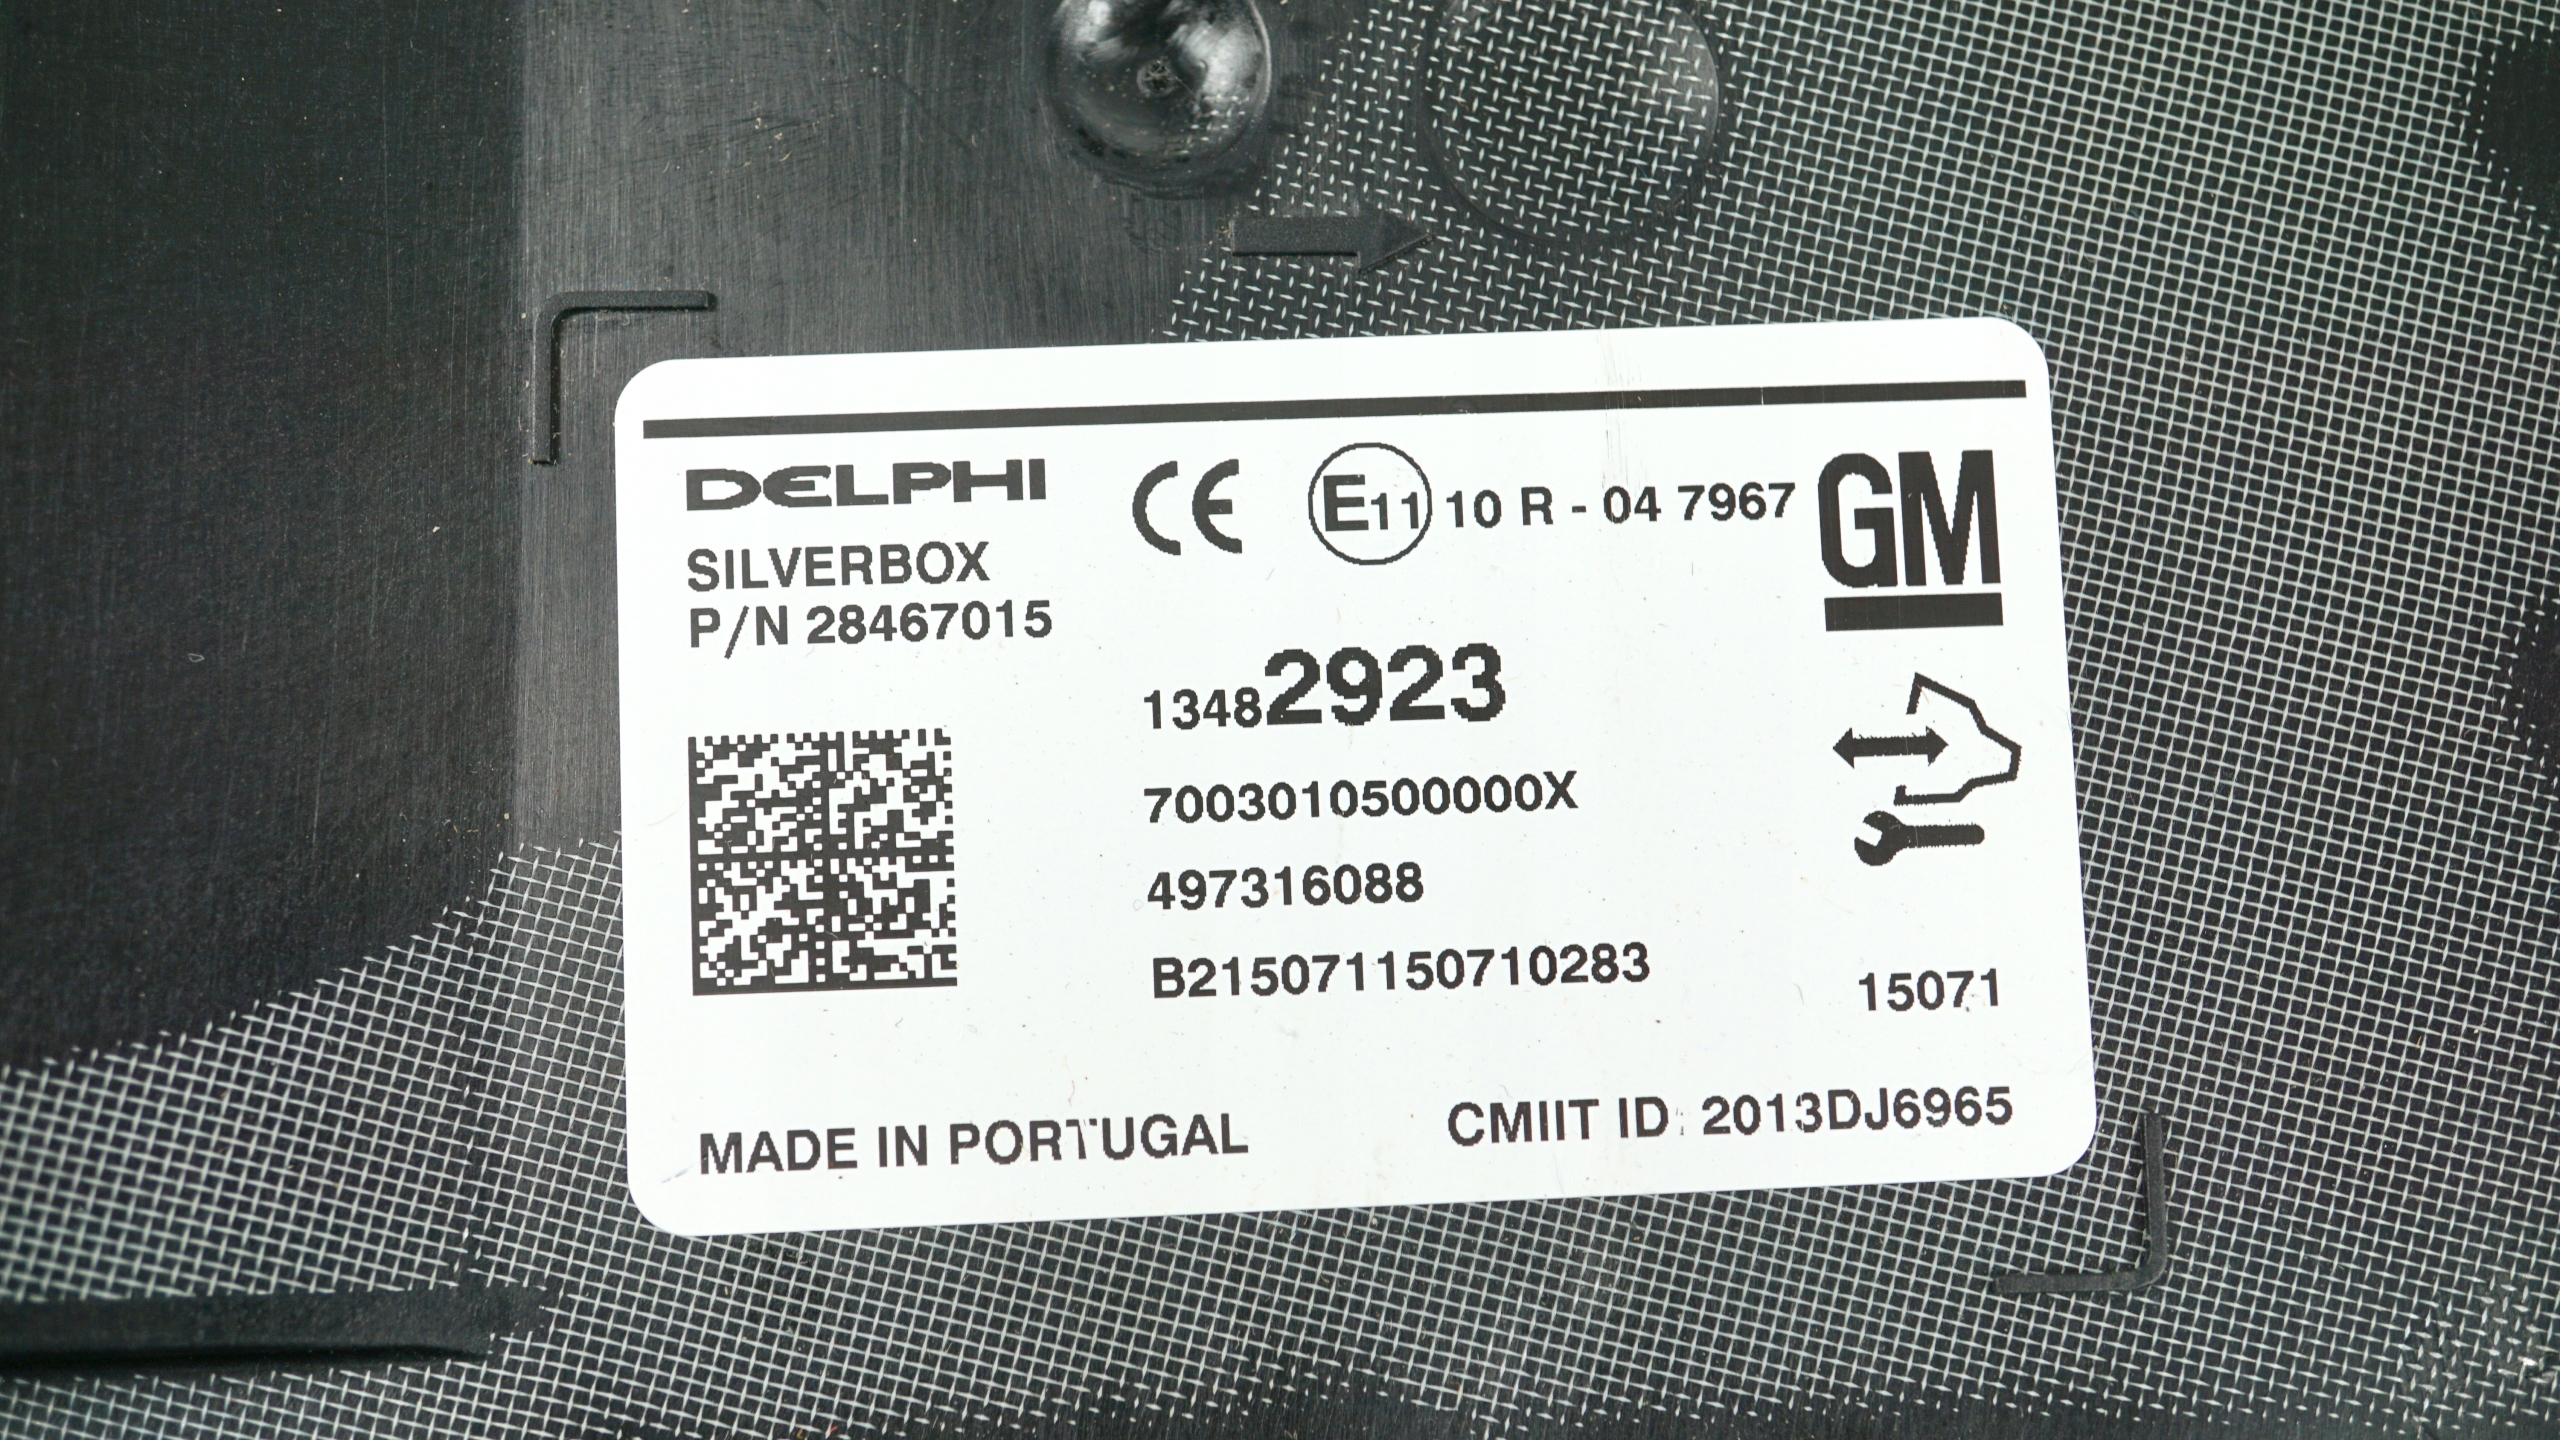 DELPHI
CE E11 10 R - 04 7967
GM
SILVERBOX
P/N 28467015
13482923
7003010500000X
497316088
B215071150710283
15071
MADE IN PORTUGAL
CMIIT ID: 2013DJ6965